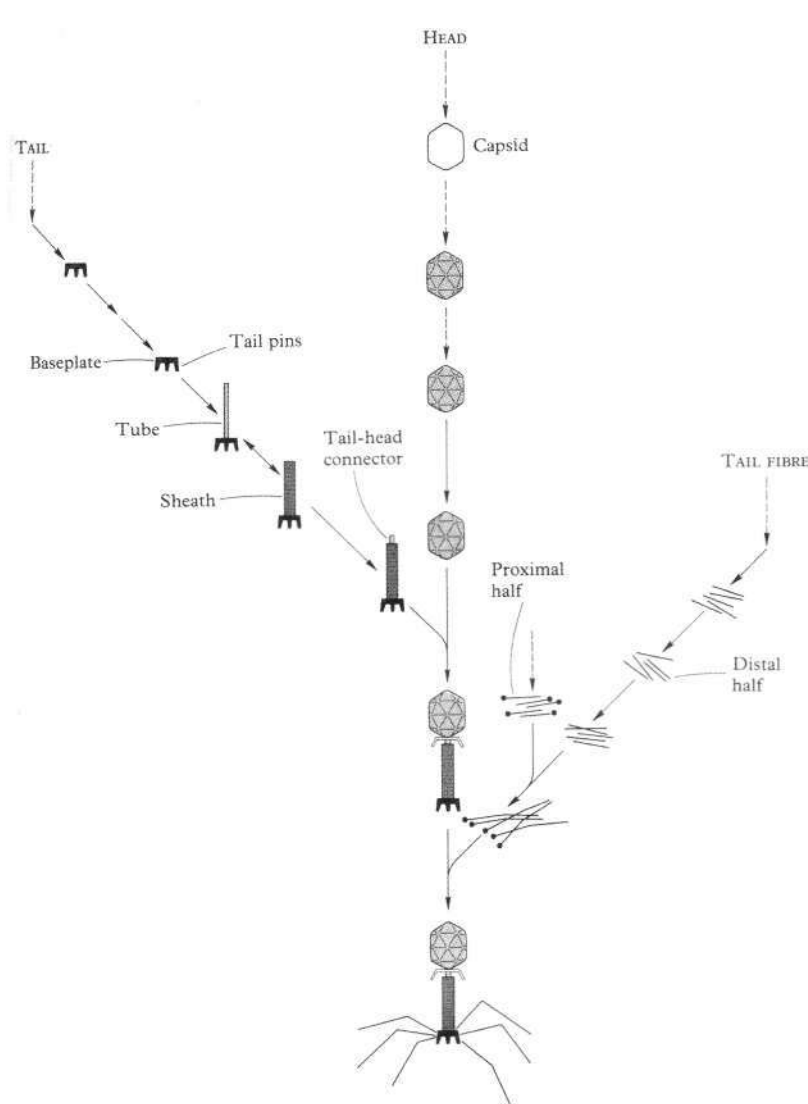 HEAD
Capsid
TAIL
Tail pins
Baseplate
Tube
Tail-head
connector
Sheath
TAIL FIBRE
Proximal
half
Distal
half